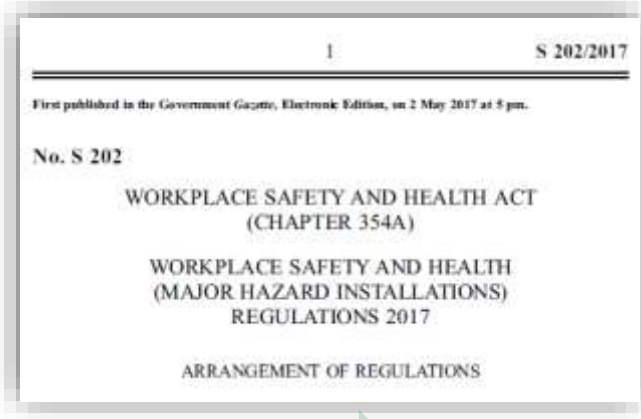 1 S 202/2017
First published in the Government Gazette, Electronic Edition, on 2 May 2017 at 5 pm.
No. S 202
WORKPLACE SAFETY AND HEALTH ACT
(CHAPTER 354A)
WORKPLACE SAFETY AND HEALTH
(MAJOR HAZARD INSTALLATIONS)
REGULATIONS 2017
ARRANGEMENT OF REGULATIONS